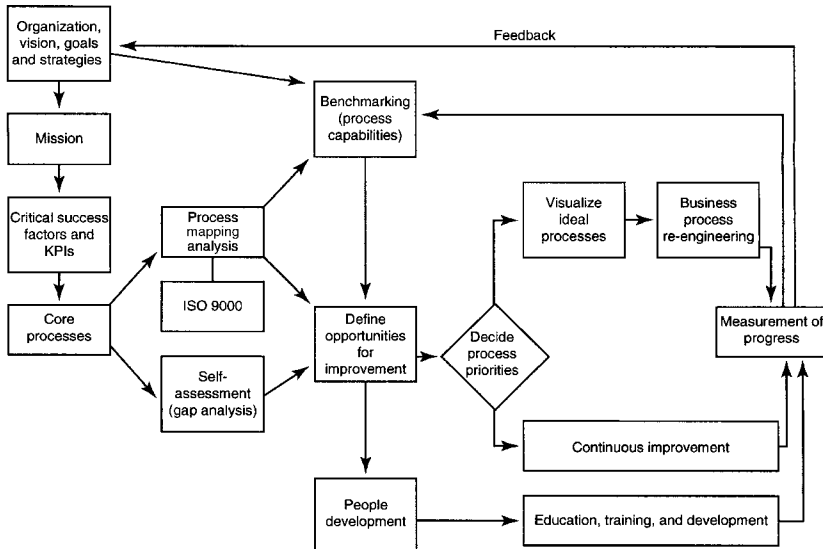 Organization,
vision, goals
and strategies
Feedback
Benchmarking
(process
capabilities)
Mission
Critical success
factors and
KPIs
Process
mapping
analysis
Visualize
ideal
processes
Business
process
re-engineering
ISO 9000
Core
processes
Define
opportunities
for
improvement
Decide
process
priorities
Measurement of
progress
Self-
assessment
(gap analysis)
Continuous improvement
People
development
Education, training, and development